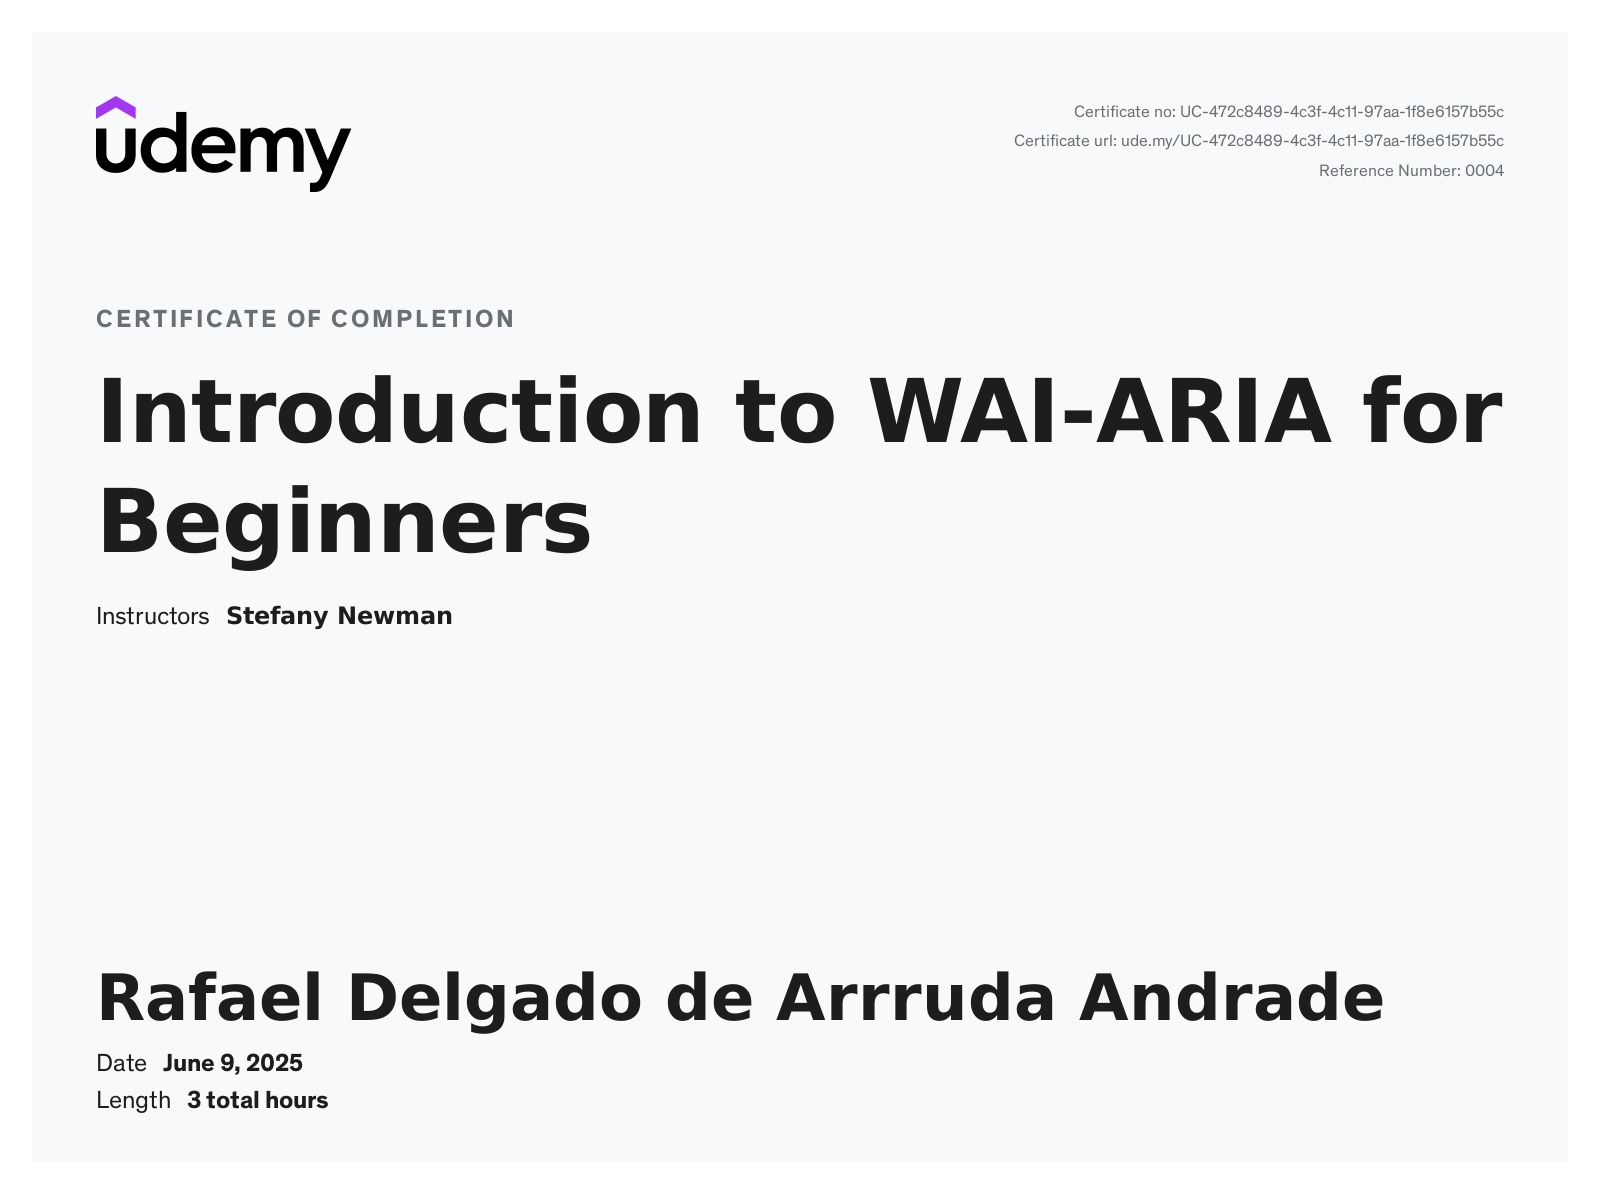 udemy
Certificate no: UC-472c8489-4c3f-4c11-97aa-1f8e6157b55c
Certificate url: ude.my/UC-472c8489-4c3f-4c11-97aa-1f8e6157b55c
Reference Number: 0004
CERTIFICATE OF COMPLETION
Introduction to WAI-ARIA for
Beginners
Instructors Stefany Newman
Rafael Delgado de Arrruda Andrade
Date June 9, 2025
Length 3 total hours